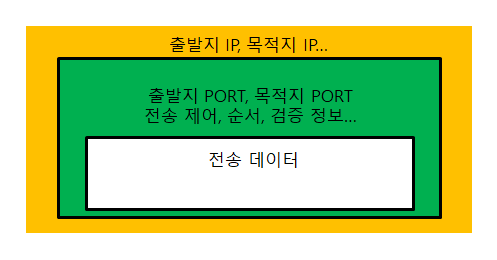 출발지 IP, 목적지 IP...
출발지 PORT, 목적지 PORT
전송 제어, 순서, 검증 정보...
전송 데이터